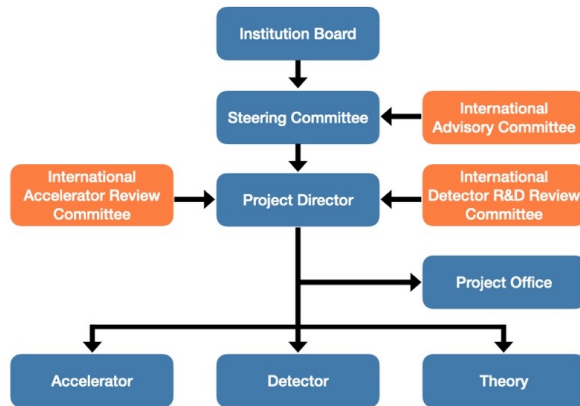 Institution Board
Steering Committee
International
Advisory Committee
International
Accelerator Review
Committee
Project Director
International
Detector R&D Review
Committee
Project Office
Accelerator
Detector
Theory